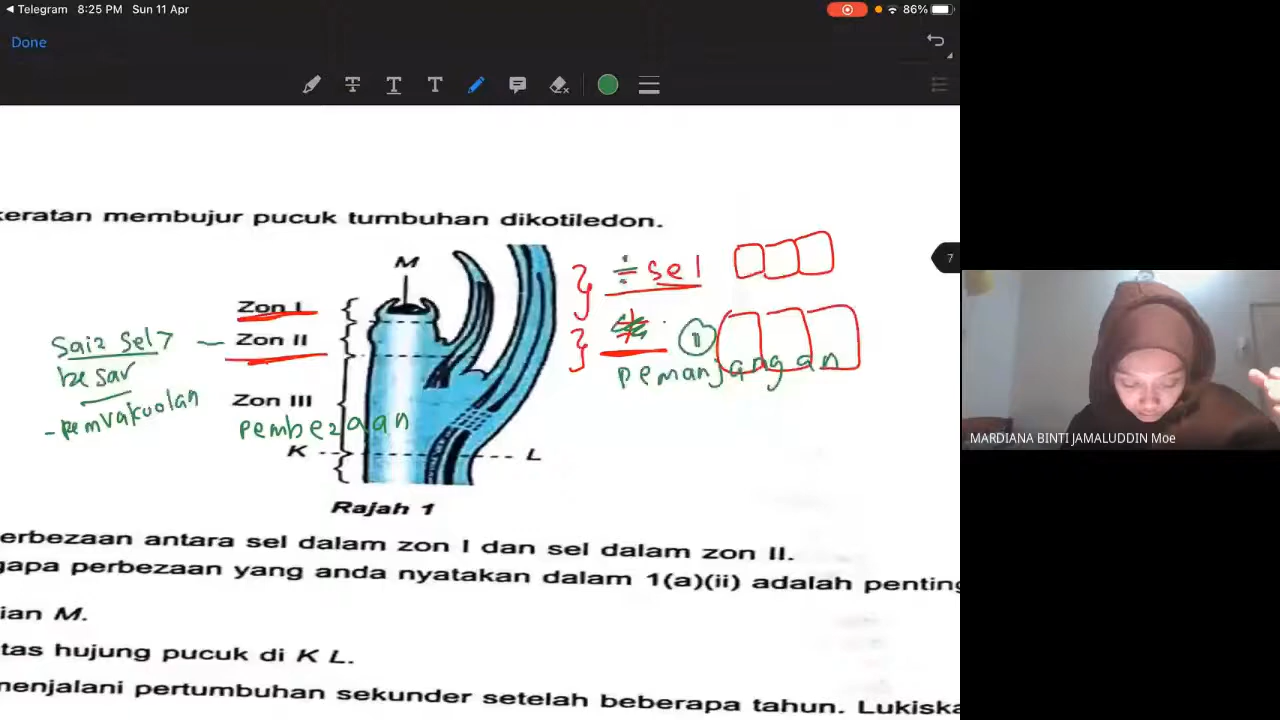 Telegram 8:25 PM Sun 11 Apr 86%
Done
T T
7
keratan membujur pucuk tumbuhan dikotiledon.
M
÷ sel
Zon I
Saiz sel > Zon II
besar
1
pemanjangan
- pemvakuolan
Zon III
pembezaan
K L
Rajah 1
erbezaan antara sel dalam zon I dan sel dalam zon II.
gapa perbezaan yang anda nyatakan dalam 1(a)(ii) adalah penting
ian M.
tas hujung pucuk di K L.
menjalani pertumbuhan sekunder setelah beberapa tahun. Lukiska
MARDIANA BINTI JAMALUDDIN Moe